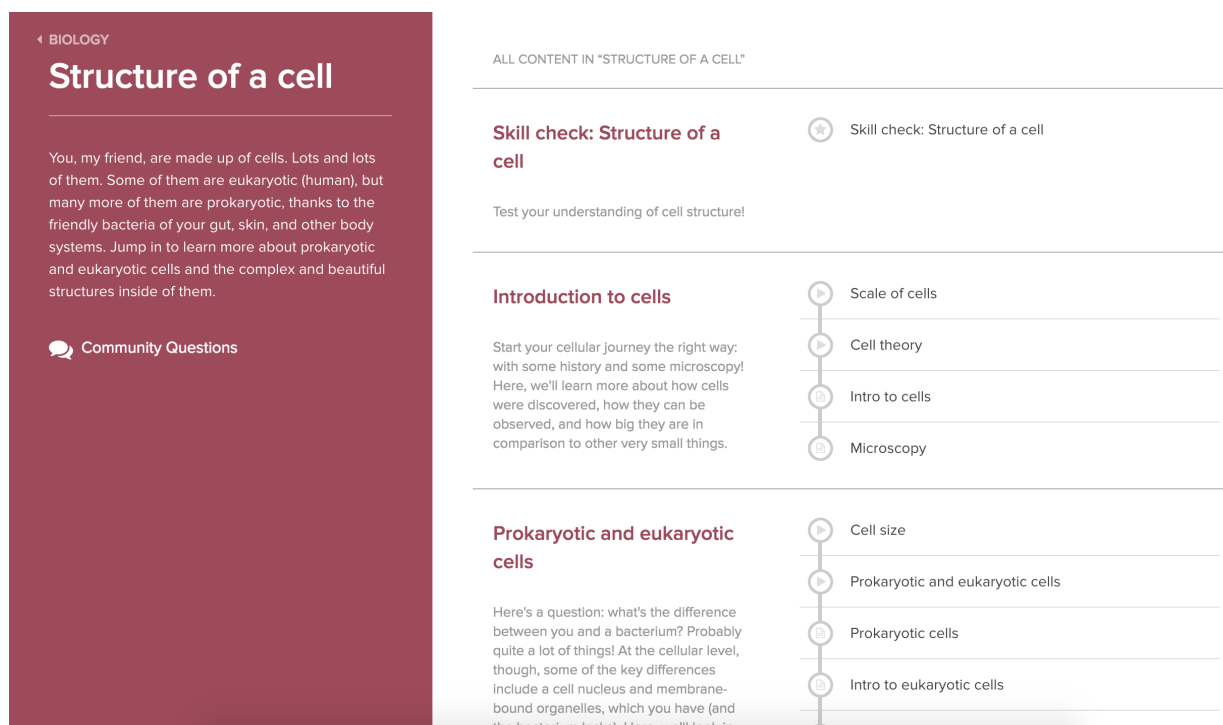 BIOLOGY
Structure of a cell
You, my friend, are made up of cells. Lots and lots
of them. Some of them are eukaryotic (human), but
many more of them are prokaryotic, thanks to the
friendly bacteria of your gut, skin, and other body
systems. Jump in to learn more about prokaryotic
and eukaryotic cells and the complex and beautiful
structures inside of them.
Community Questions
ALL CONTENT IN “STRUCTURE OF A CELL”
Skill check: Structure of a
cell
Test your understanding of cell structure!
Skill check: Structure of a cell
Introduction to cells
Start your cellular journey the right way:
with some history and some microscopy!
Here, we'll learn more about how cells
were discovered, how they can be
observed, and how big they are in
comparison to other very small things.
Scale of cells
Cell theory
Intro to cells
Microscopy
Prokaryotic and eukaryotic
cells
Here's a question: what's the difference
between you and a bacterium? Probably
quite a lot of things! At the cellular level,
though, some of the key differences
include a cell nucleus and membrane-
bound organelles, which you have (and
Cell size
Prokaryotic and eukaryotic cells
Prokaryotic cells
Intro to eukaryotic cells